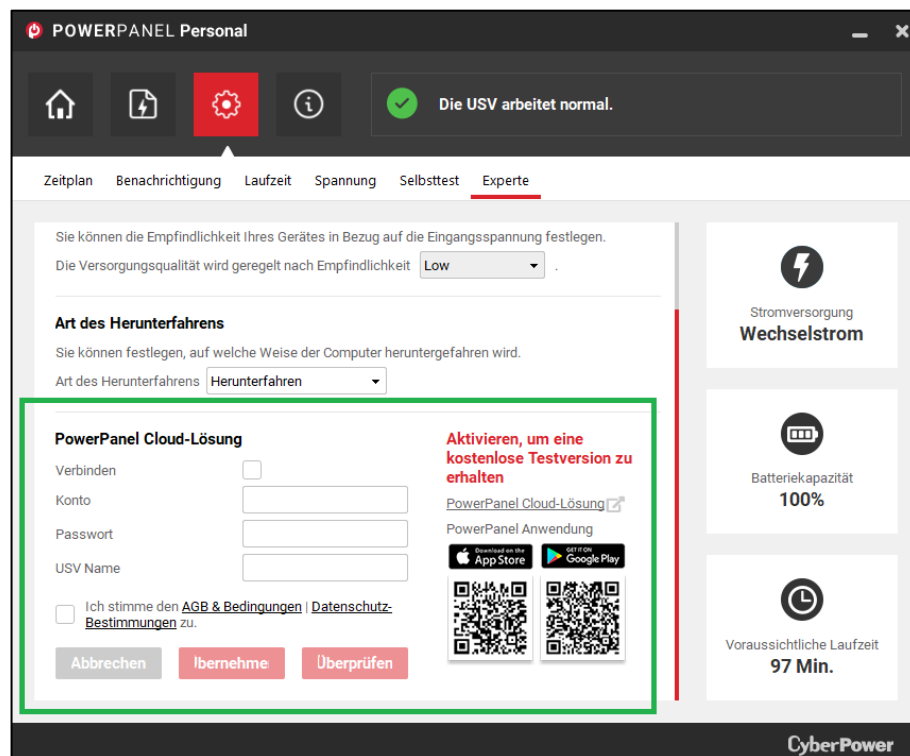 POWERPANEL Personal
Die USV arbeitet normal.
Zeitplan Benachrichtigung Laufzeit Spannung Selbsttest Experte
Sie können die Empfindlichkeit Ihres Gerätes in Bezug auf die Eingangsspannung festlegen.
Die Versorgungsqualität wird geregelt nach Empfindlichkeit Low .
Art des Herunterfahrens
Sie können festlegen, auf welche Weise der Computer heruntergefahren wird.
Art des Herunterfahrens Herunterfahren
PowerPanel Cloud-Lösung
Verbinden
Konto
Passwort
USV Name
Ich stimme den AGB & Bedingungen | Datenschutz-
Bestimmungen zu.
Abbrechen Ibernehme Überprüfen
Aktivieren, um eine
kostenlose Testversion zu
erhalten
PowerPanel Cloud-Lösung
PowerPanel Anwendung
Download on the
App Store
GET IT ON
Google Play
Stromversorgung
Wechselstrom
Batteriekapazität
100%
Voraussichtliche Laufzeit
97 Min.
CyberPower